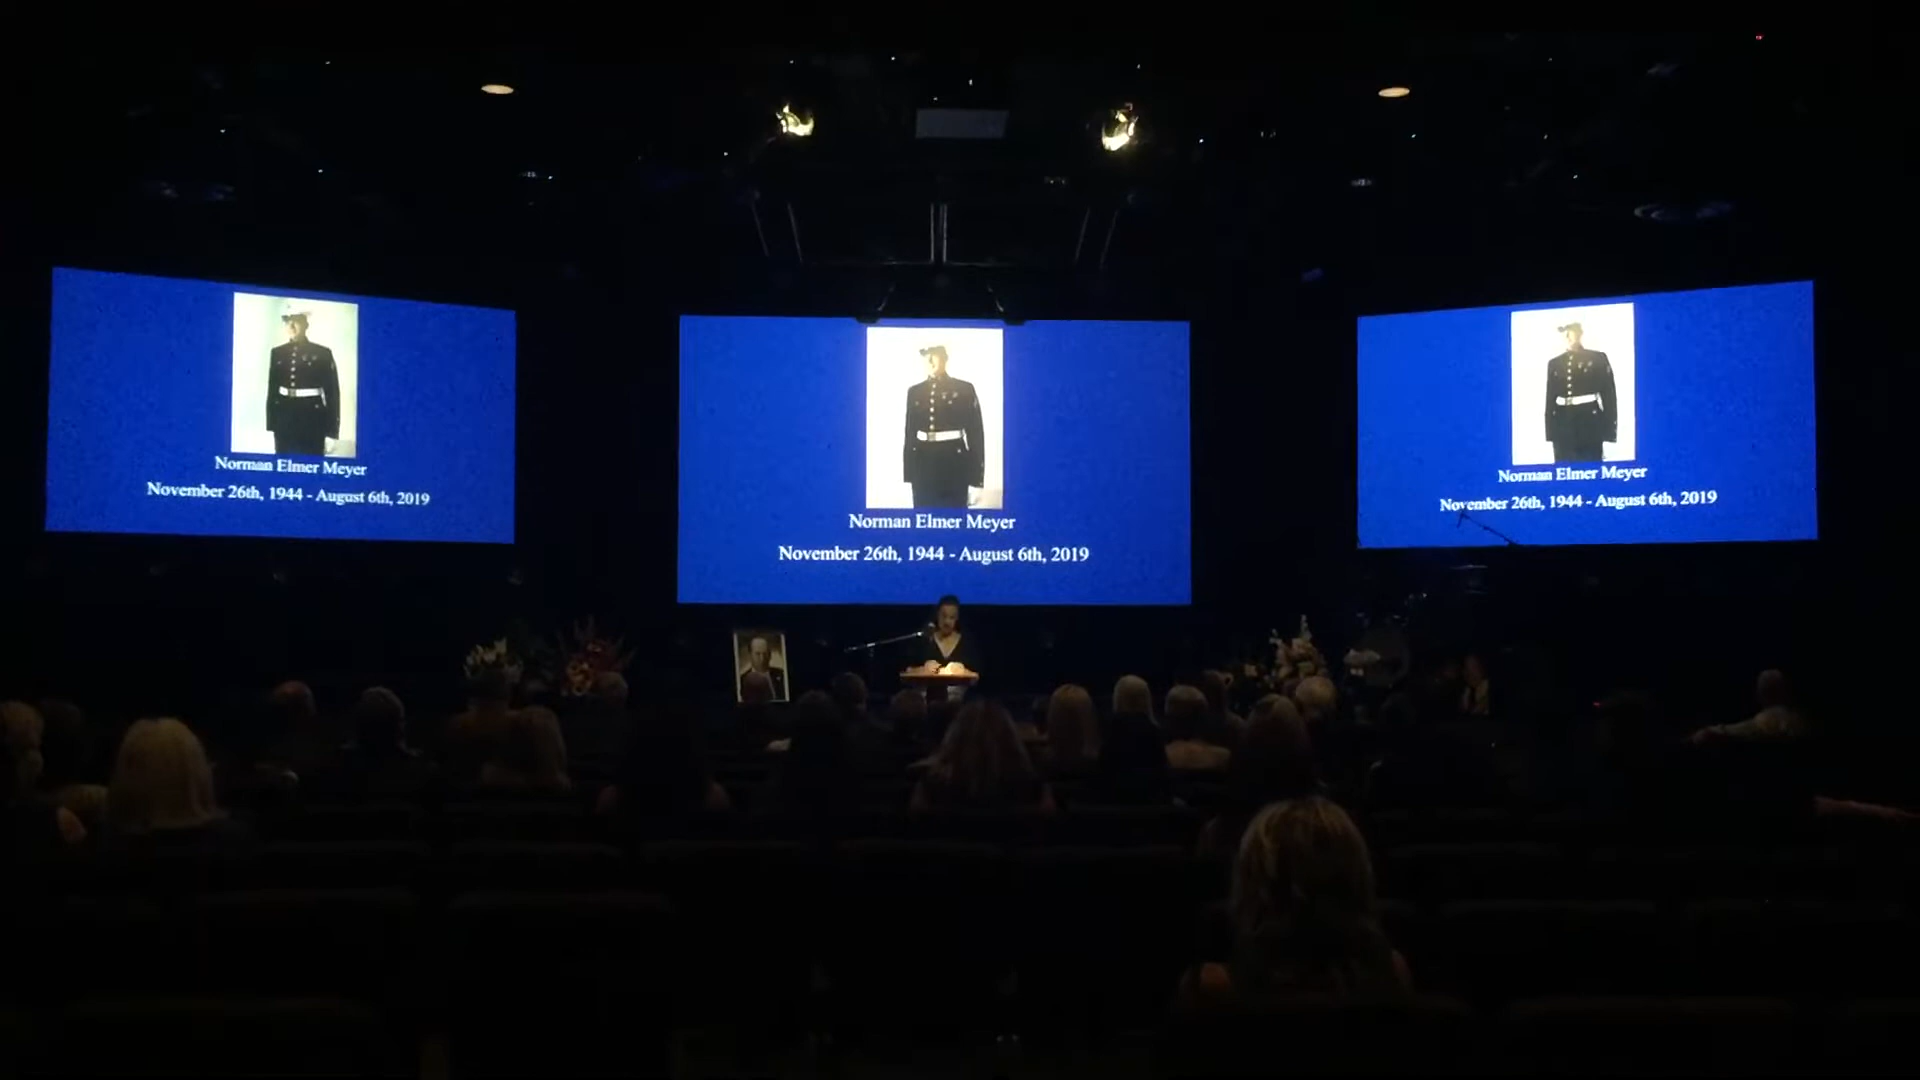 Norman Elmer Meyer
November 26th, 1944 - August 6th, 2019
Norman Elmer Meyer
November 26th, 1944 - August 6th, 2019
Norman Elmer Meyer
November 26th, 1944 - August 6th, 2019